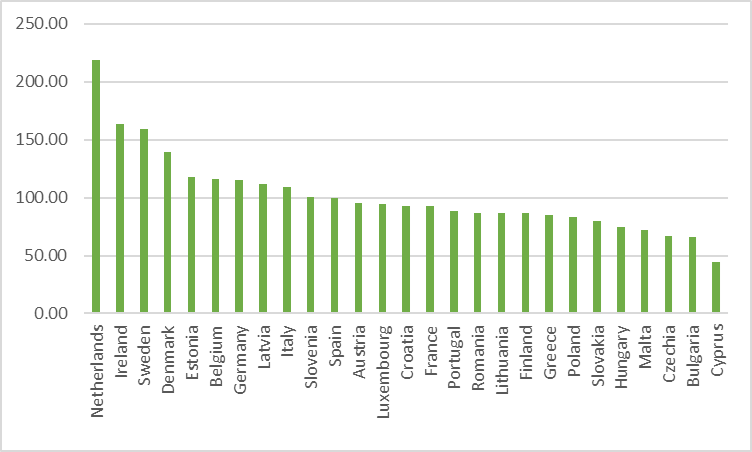 250.00
200.00
150.00
100.00
50.00
0.00
Netherlands
Ireland
Sweden
Denmark
Estonia
Belgium
Germany
Latvia
Italy
Slovenia
Spain
Austria
Luxembourg
Croatia
France
Portugal
Romania
Lithuania
Finland
Greece
Poland
Slovakia
Hungary
Malta
Czechia
Bulgaria
Cyprus